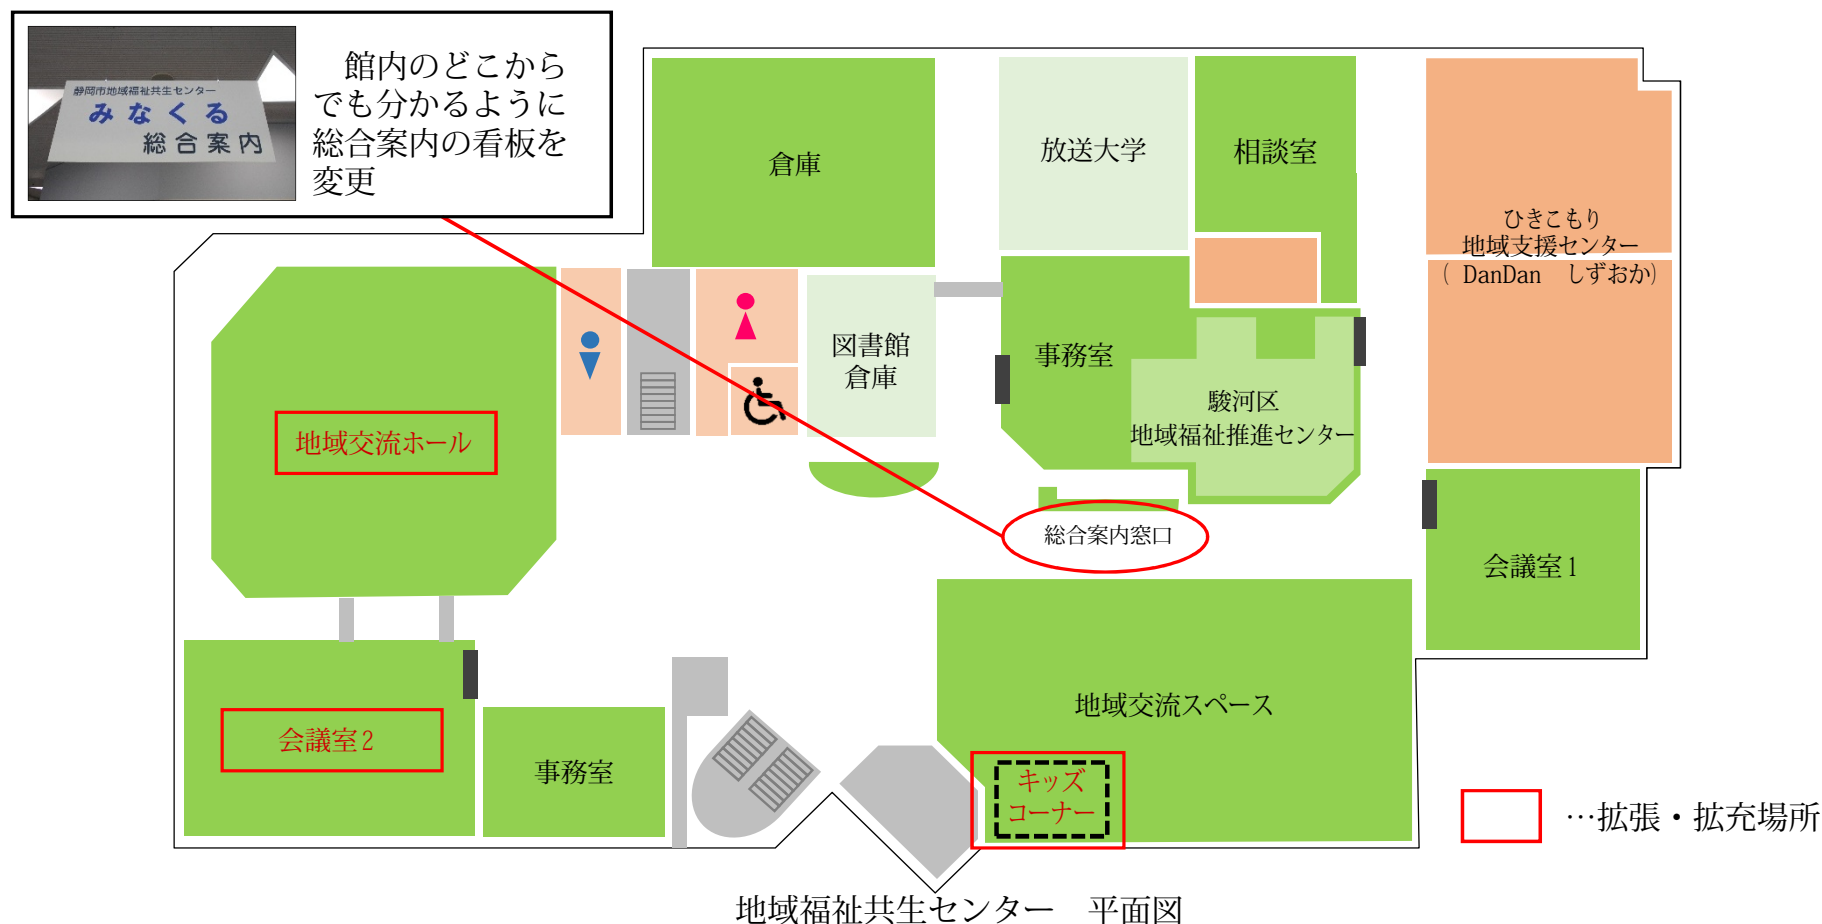 静岡市地域福祉共生センター
みなくる
総合案内
館内のどこから
でも分かるように
総合案内の看板を
変更
倉庫
放送大学
相談室
ひきこもり
地域支援センター
( DanDan しずおか)
図書館
倉庫
事務室
駿河区
地域福祉推進センター
地域交流ホール
総合案内窓口
会議室1
地域交流スペース
会議室2
事務室
キッズ
コーナー
…拡張・拡充場所
地域福祉共生センター 平面図